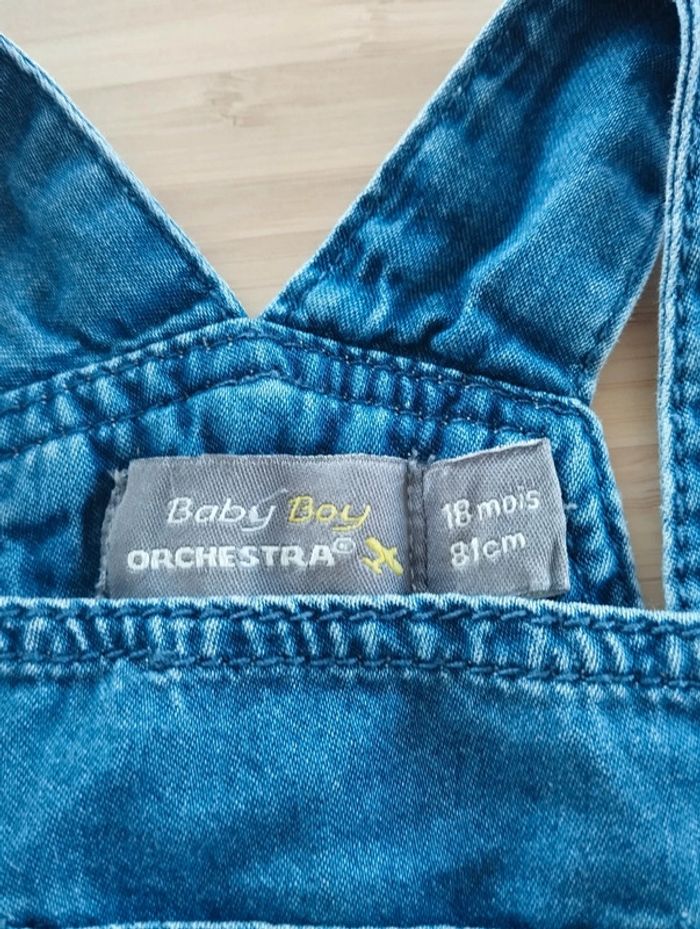 Baby Boy
ORCHESTRA®
18 mois
81cm